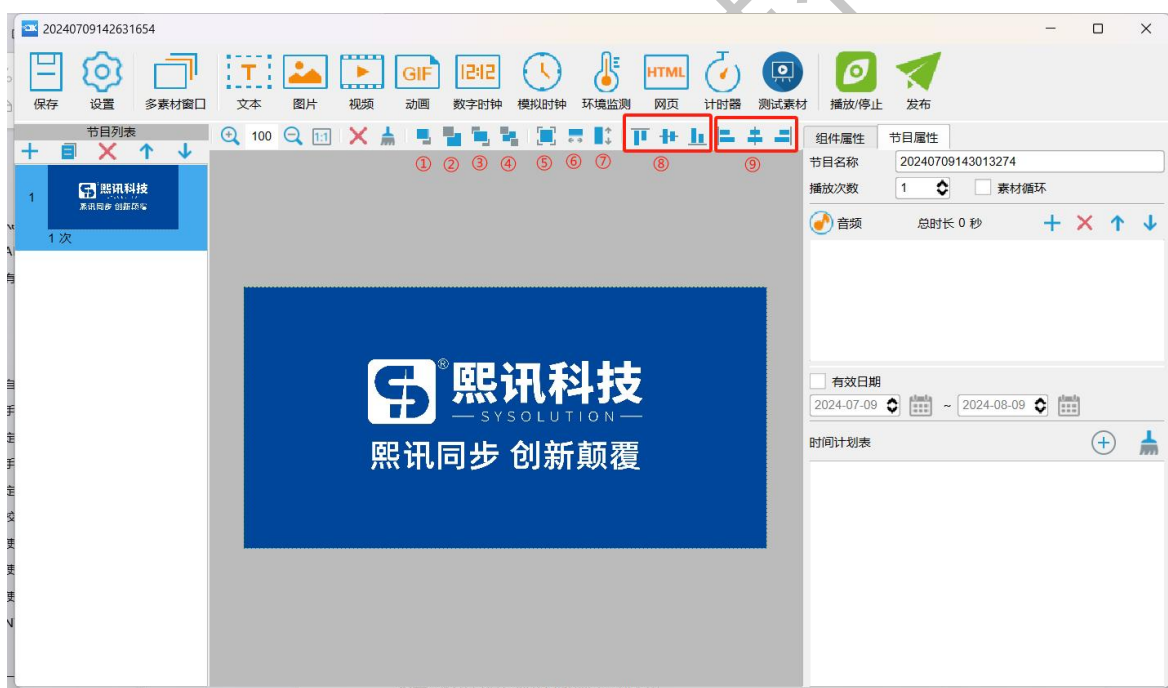 20240709142631654
保存 设置 多素材窗口 文本 图片 视频 动画 数字时钟 模拟时钟 环境监测 网页 计时器 测试素材 播放/停止 发布
T GIF 12:12 HTML
节目列表
100 1:1
① ② ③ ④ ⑤ ⑥ ⑦ ⑧ ⑨
1
熙讯科技
熙讯同步 创新颠覆
1 次
®
熙讯科技
SYSOLUTION
熙讯同步 创新颠覆
组件属性 节目属性
节目名称 20240709143013274
播放次数 1 素材循环
音频 总时长 0 秒
有效日期
2024-07-09 ~ 2024-08-09
时间计划表